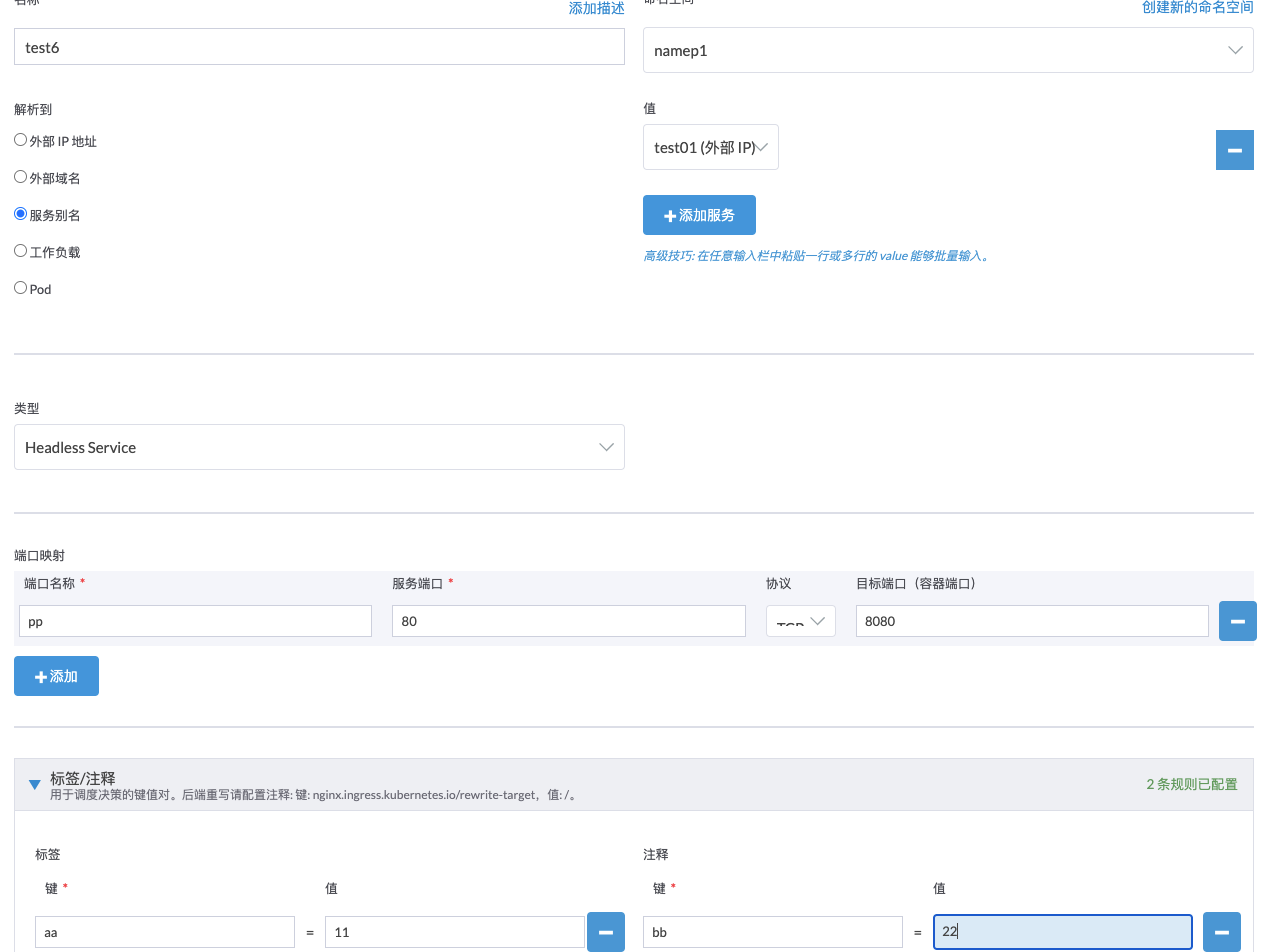 名称
添加描述
命名空间
创建新的命名空间
test6
namep1
解析到
外部 IP 地址
外部域名
服务别名
工作负载
Pod
值
test01 (外部 IP)
添加服务
高级技巧: 在任意输入栏中粘贴一行或多行的 value 能够批量输入。
类型
Headless Service
端口映射
端口名称 *
服务端口 *
协议
目标端口（容器端口）
pp
80
TCP
8080
添加
标签/注释
用于调度决策的键值对。后端重写请配置注释: 键: nginx.ingress.kubernetes.io/rewrite-target，值: /。
2 条规则已配置
标签
注释
键 *
值
键 *
值
aa
=
11
bb
=
22